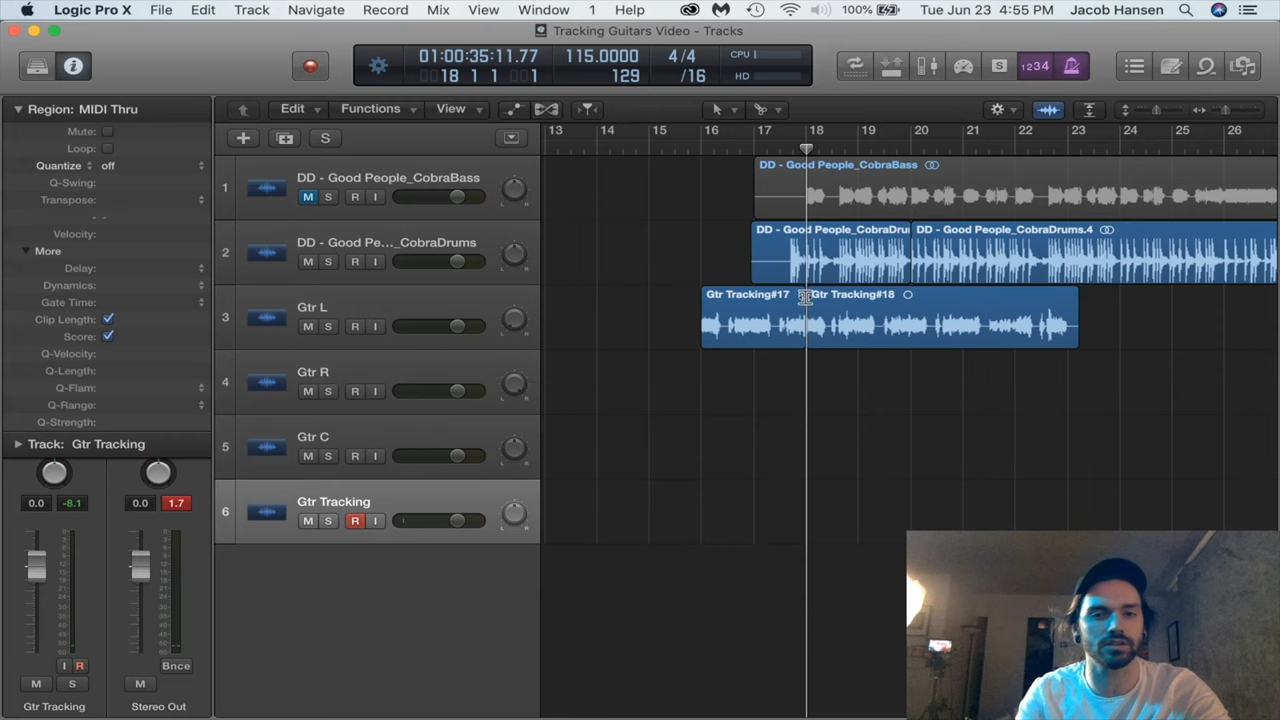 Logic Pro X File Edit Track Navigate Record Mix View Window 1 Help 100% Tue Jun 23 4:55 PM Jacob Hansen
Tracking Guitars Video - Tracks
01:00:35:11.77 115.0000 4/4 CPU
18 1 1 1 129 /16 HD
S 1234
Region: MIDI Thru
Edit Functions View
Mute:
Loop:
Quantize off
Q-Swing:
Transpose:
- -
Velocity:
More
Delay:
Dynamics:
Gate Time:
Clip Length:
Score:
Q-Velocity:
Q-Length:
Q-Flam:
Q-Range:
Q-Strength:
Track: Gtr Tracking
0.0 -8.1 0.0 1.7
I R Bnce
M S M
Gtr Tracking Stereo Out
S
13 14 15 16 17 18 19 20 21 22 23 24 25 26
1 DD - Good People_CobraBass
M S R I
L R
DD - Good People_CobraBass
2 DD - Good Pe..._CobraDrums
M S R I
L R
DD - Good People_CobraDru DD - Good People_CobraDrums.4
3 Gtr L
M S R I
L R
Gtr Tracking#17 Gtr Tracking#18
4 Gtr R
M S R I
L R
5 Gtr C
M S R I
L R
6 Gtr Tracking
M S R I
L R